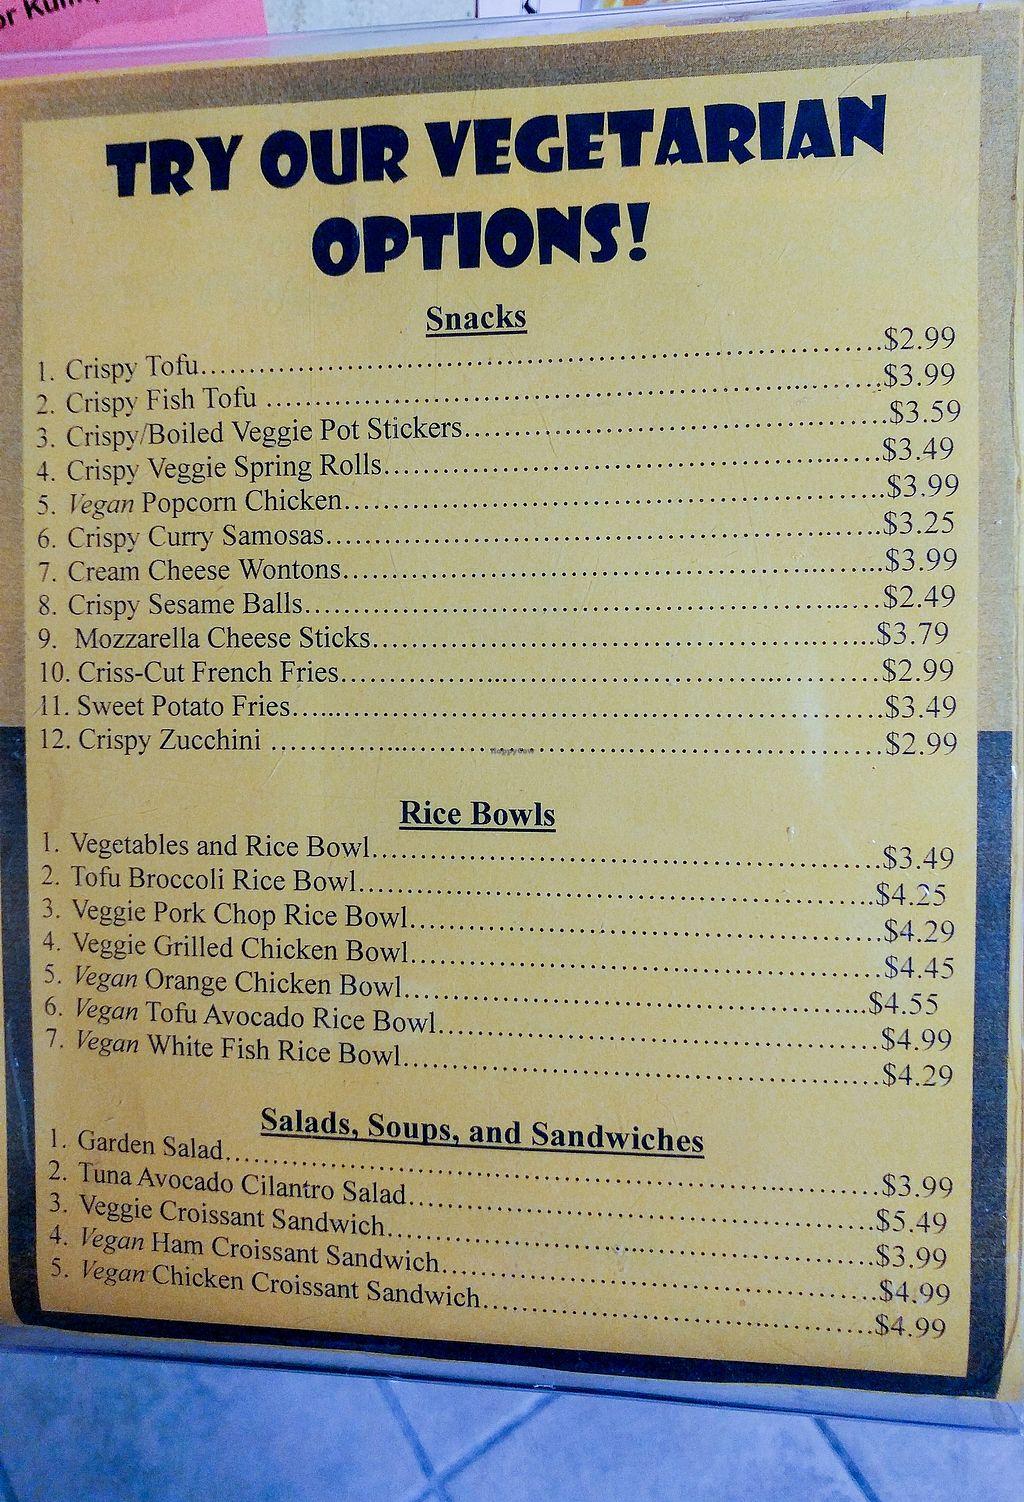 or
TRY OUR VEGETARIAN
OPTIONS!
Snacks
1. Crispy Tofu.......................................................$2.99
2. Crispy Fish Tofu .......................................................$3.99
3. Crispy/Boiled Veggie Pot Stickers.......................................................$3.59
4. Crispy Veggie Spring Rolls.......................................................$3.49
5. Vegan Popcorn Chicken.......................................................$3.99
6. Crispy Curry Samosas.......................................................$3.25
7. Cream Cheese Wontons.......................................................$3.99
8. Crispy Sesame Balls.......................................................$2.49
9. Mozzarella Cheese Sticks.......................................................$3.79
10. Criss-Cut French Fries.......................................................$2.99
11. Sweet Potato Fries.......................................................$3.49
12. Crispy Zucchini .......................................................$2.99
HappyCow
Rice Bowls
1. Vegetables and Rice Bowl.......................................................$3.49
2. Tofu Broccoli Rice Bowl.......................................................$4.25
3. Veggie Pork Chop Rice Bowl.......................................................$4.29
4. Veggie Grilled Chicken Bowl.......................................................$4.45
5. Vegan Orange Chicken Bowl.......................................................$4.55
6. Vegan Tofu Avocado Rice Bowl.......................................................$4.99
7. Vegan White Fish Rice Bowl.......................................................$4.29
Salads, Soups, and Sandwiches
1. Garden Salad.......................................................$3.99
2. Tuna Avocado Cilantro Salad.......................................................$5.49
3. Veggie Croissant Sandwich.......................................................$3.99
4. Vegan Ham Croissant Sandwich.......................................................$4.99
5. Vegan Chicken Croissant Sandwich.......................................................$4.99